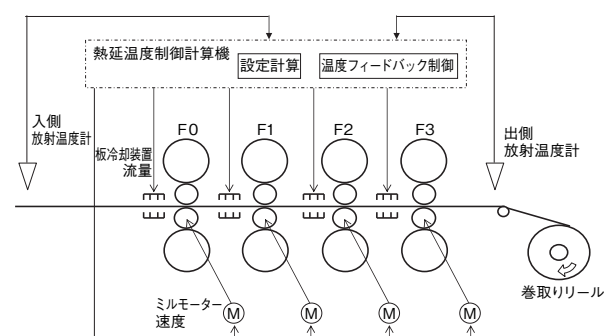 熱延温度制御計算機
設定計算
温度フィードバック制御
入側
放射温度計
出側
放射温度計
板冷却装置
流量
F0
F1
F2
F3
ミルモーター
速度
M
M
M
M
巻取りリール